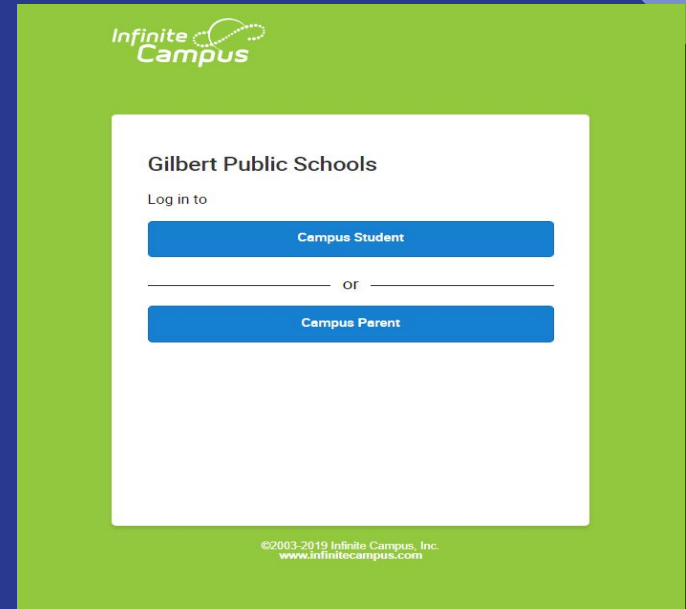 Infinite
Campus
Gilbert Public Schools
Log in to
Campus Student
or
Campus Parent
©2003-2019 Infinite Campus, Inc.
www.infinitecampus.com